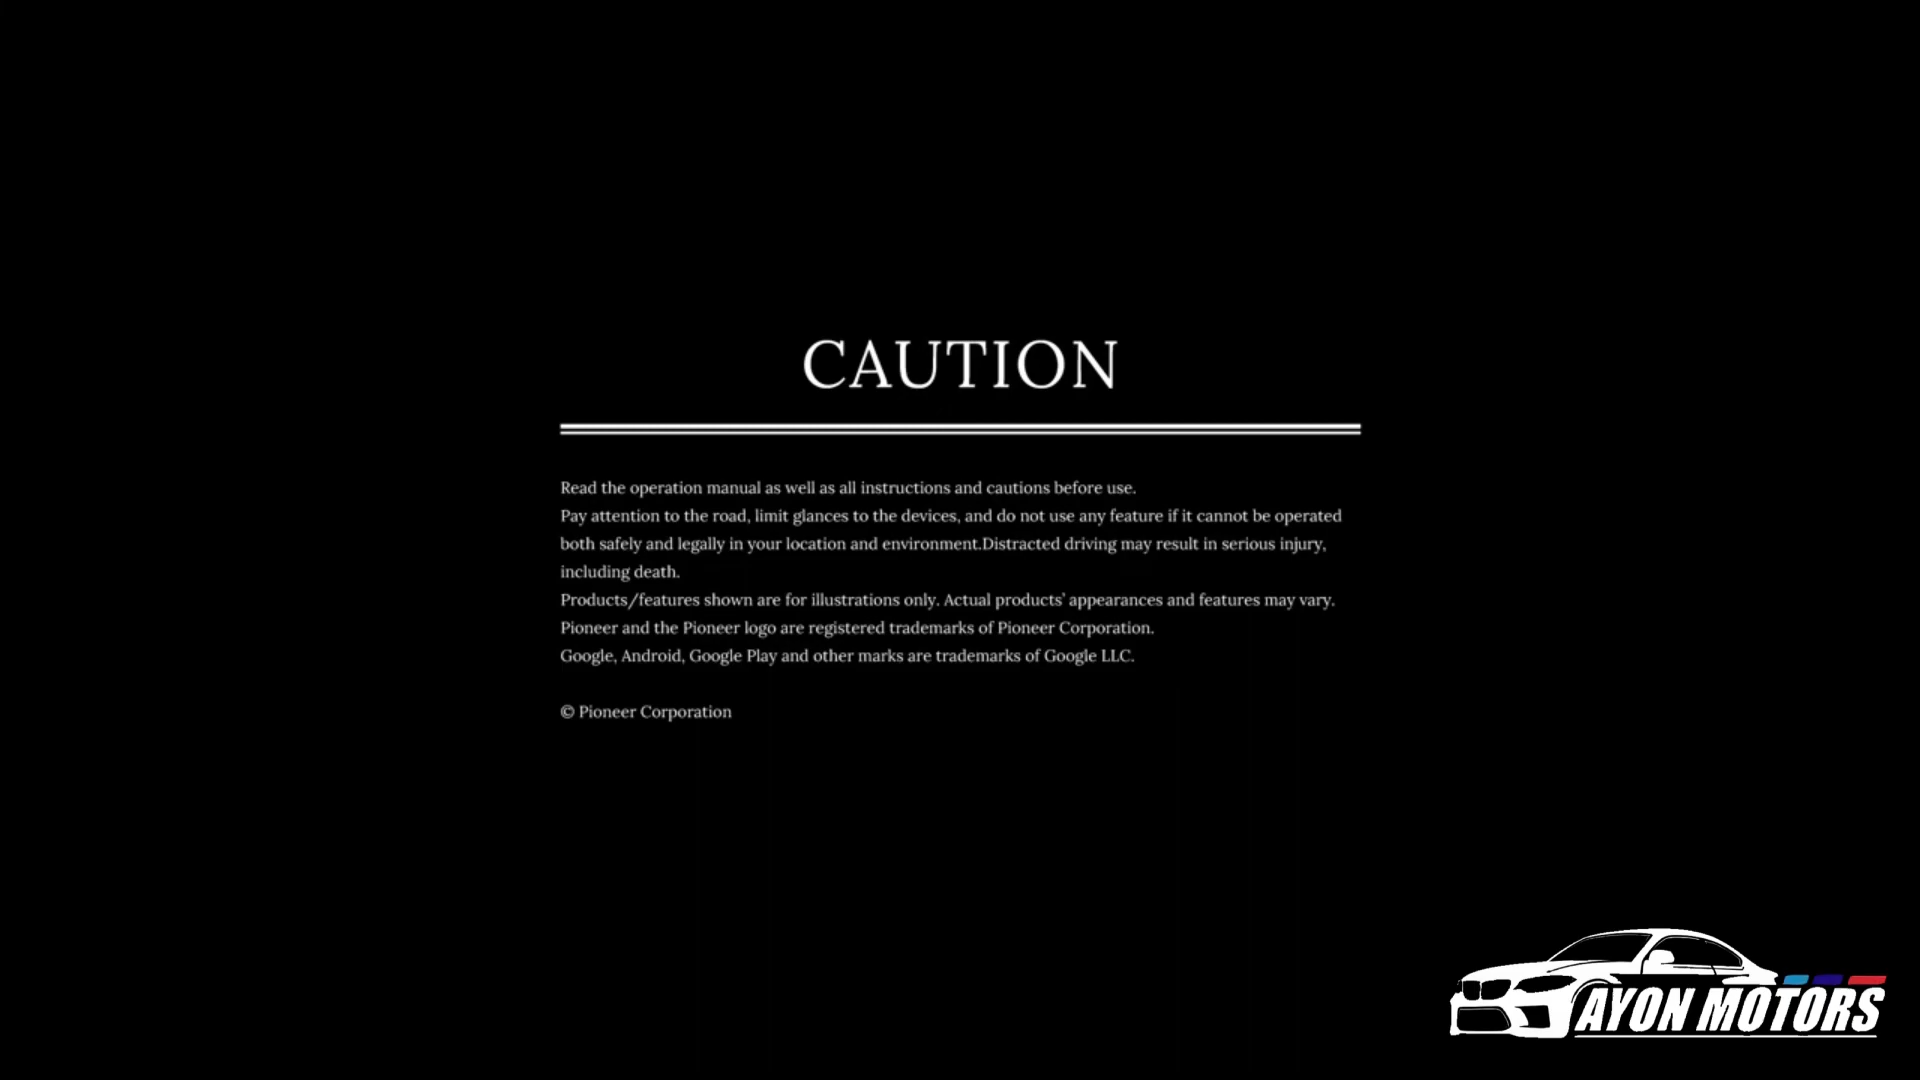 CAUTION
Read the operation manual as well as all instructions and cautions before use.
Pay attention to the road, limit glances to the devices, and do not use any feature if it cannot be operated
both safely and legally in your location and environment.Distracted driving may result in serious injury,
including death.
Products/features shown are for illustrations only. Actual products’ appearances and features may vary.
Pioneer and the Pioneer logo are registered trademarks of Pioneer Corporation.
Google, Android, Google Play and other marks are trademarks of Google LLC.
© Pioneer Corporation
AYON MOTORS